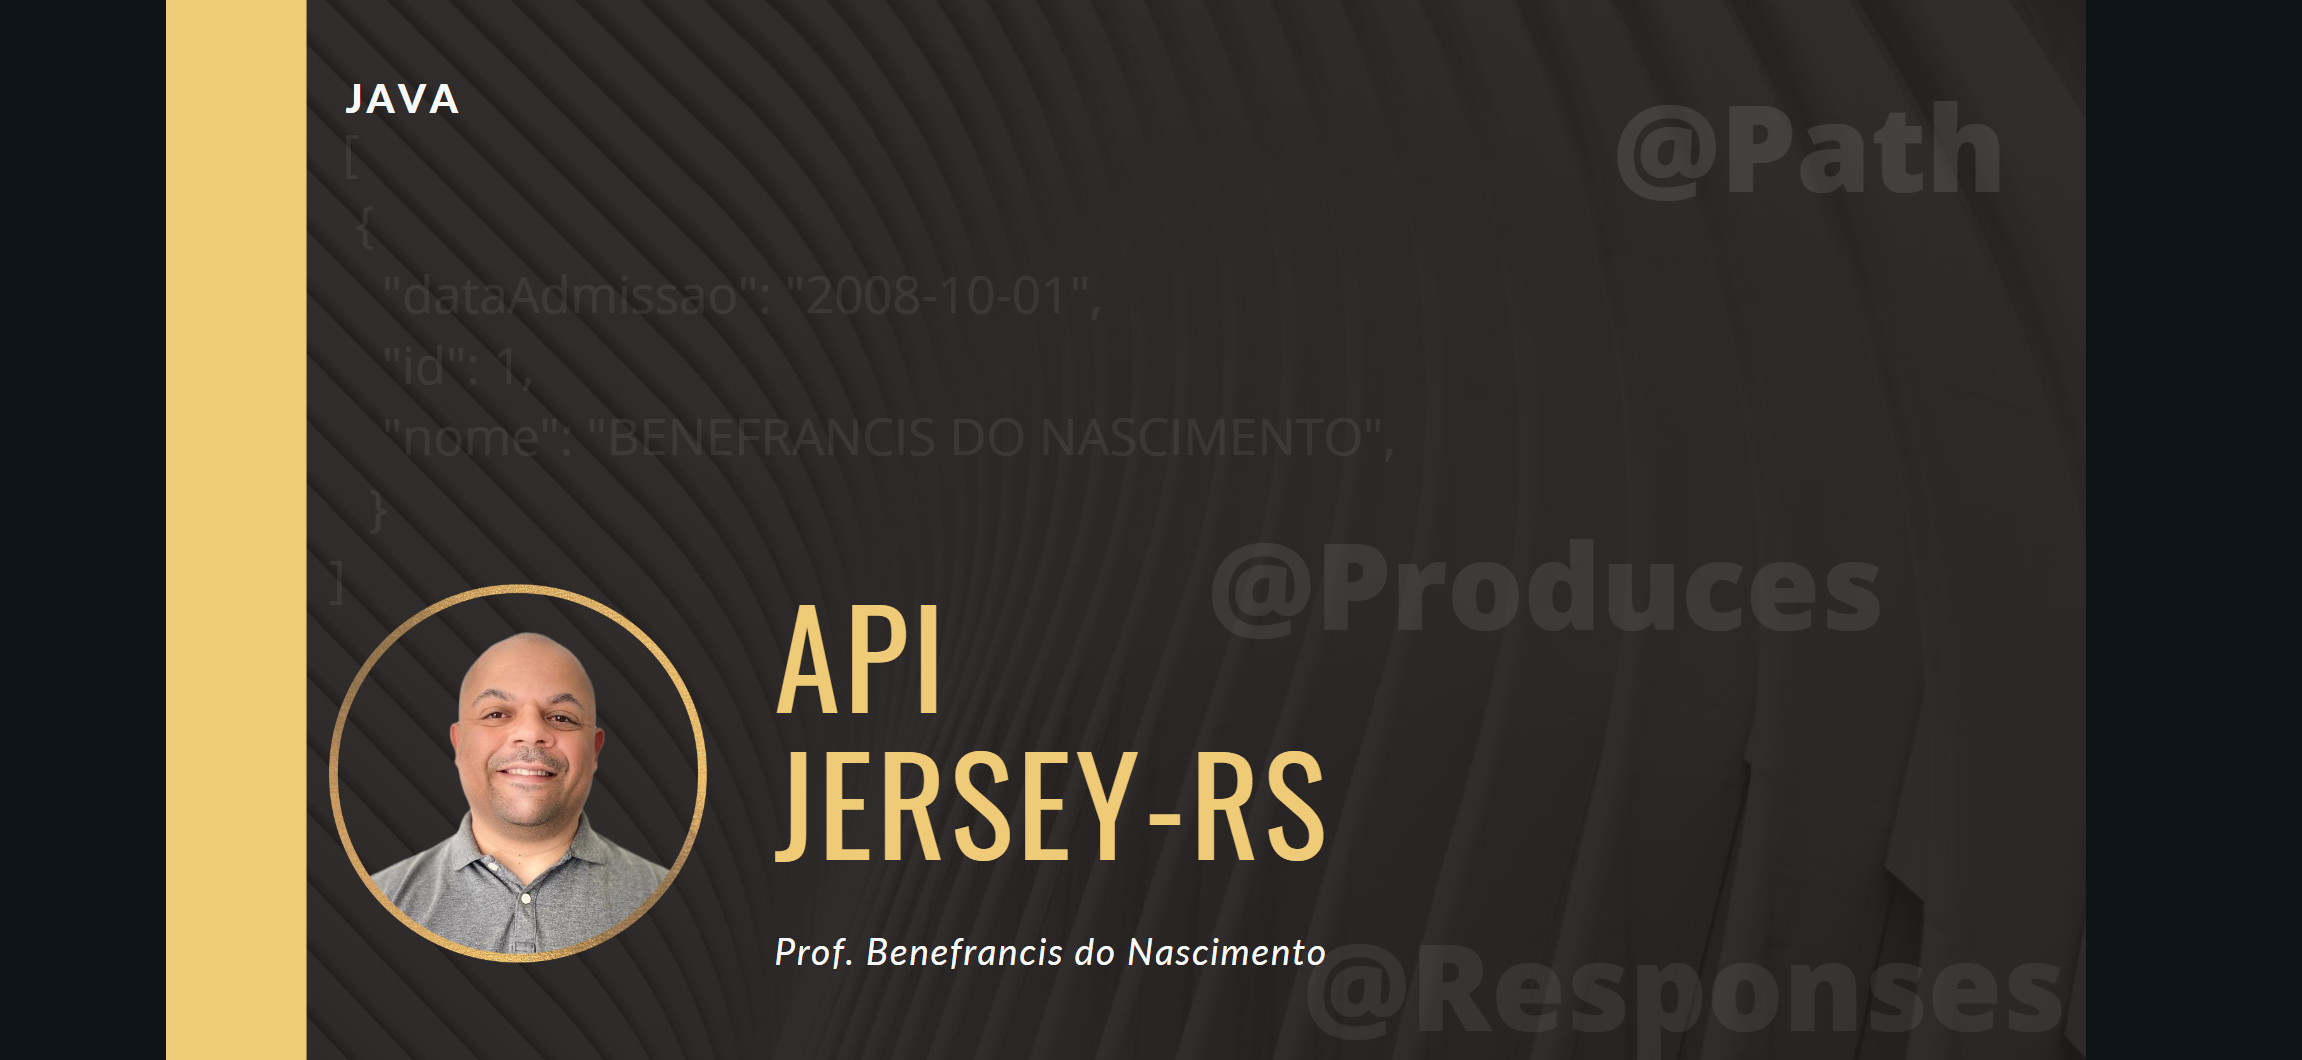 JAVA
@Path
[
{
"dataAdmissao": "2008-10-01",
"id": 1,
"nome": "BENEFRANCIS DO NASCIMENTO",
}
]
@Produces
API
JERSEY-RS
Prof. Benefrancis do Nascimento
@Responses